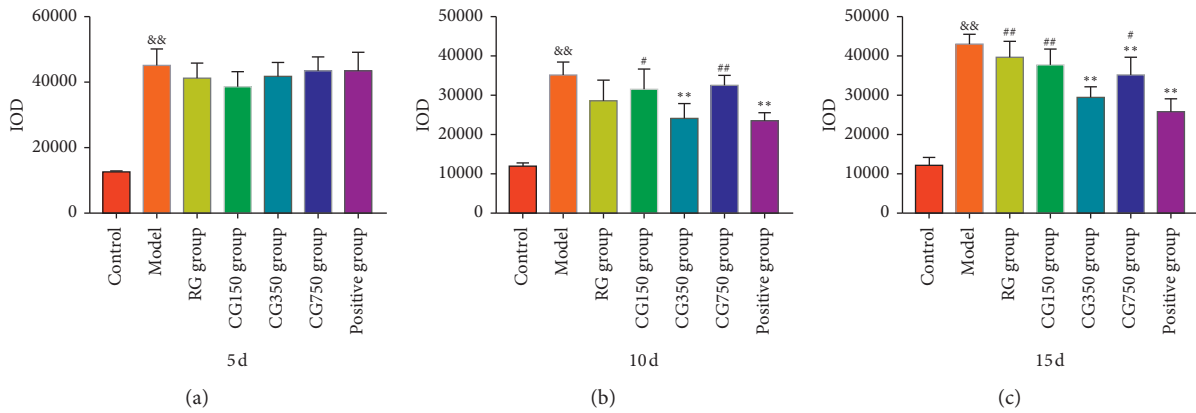 60000
40000
20000
0
IOD
&&
Control
Model
RG group
CG150 group
CG350 group
CG750 group
Positive group
5 d
(a)
50000
40000
30000
20000
10000
0
IOD
&&
#
**
##
**
Control
Model
RG group
CG150 group
CG350 group
CG750 group
Positive group
10 d
(b)
50000
40000
30000
20000
10000
0
IOD
&&
##
##
**
#
**
**
Control
Model
RG group
CG150 group
CG350 group
CG750 group
Positive group
15 d
(c)